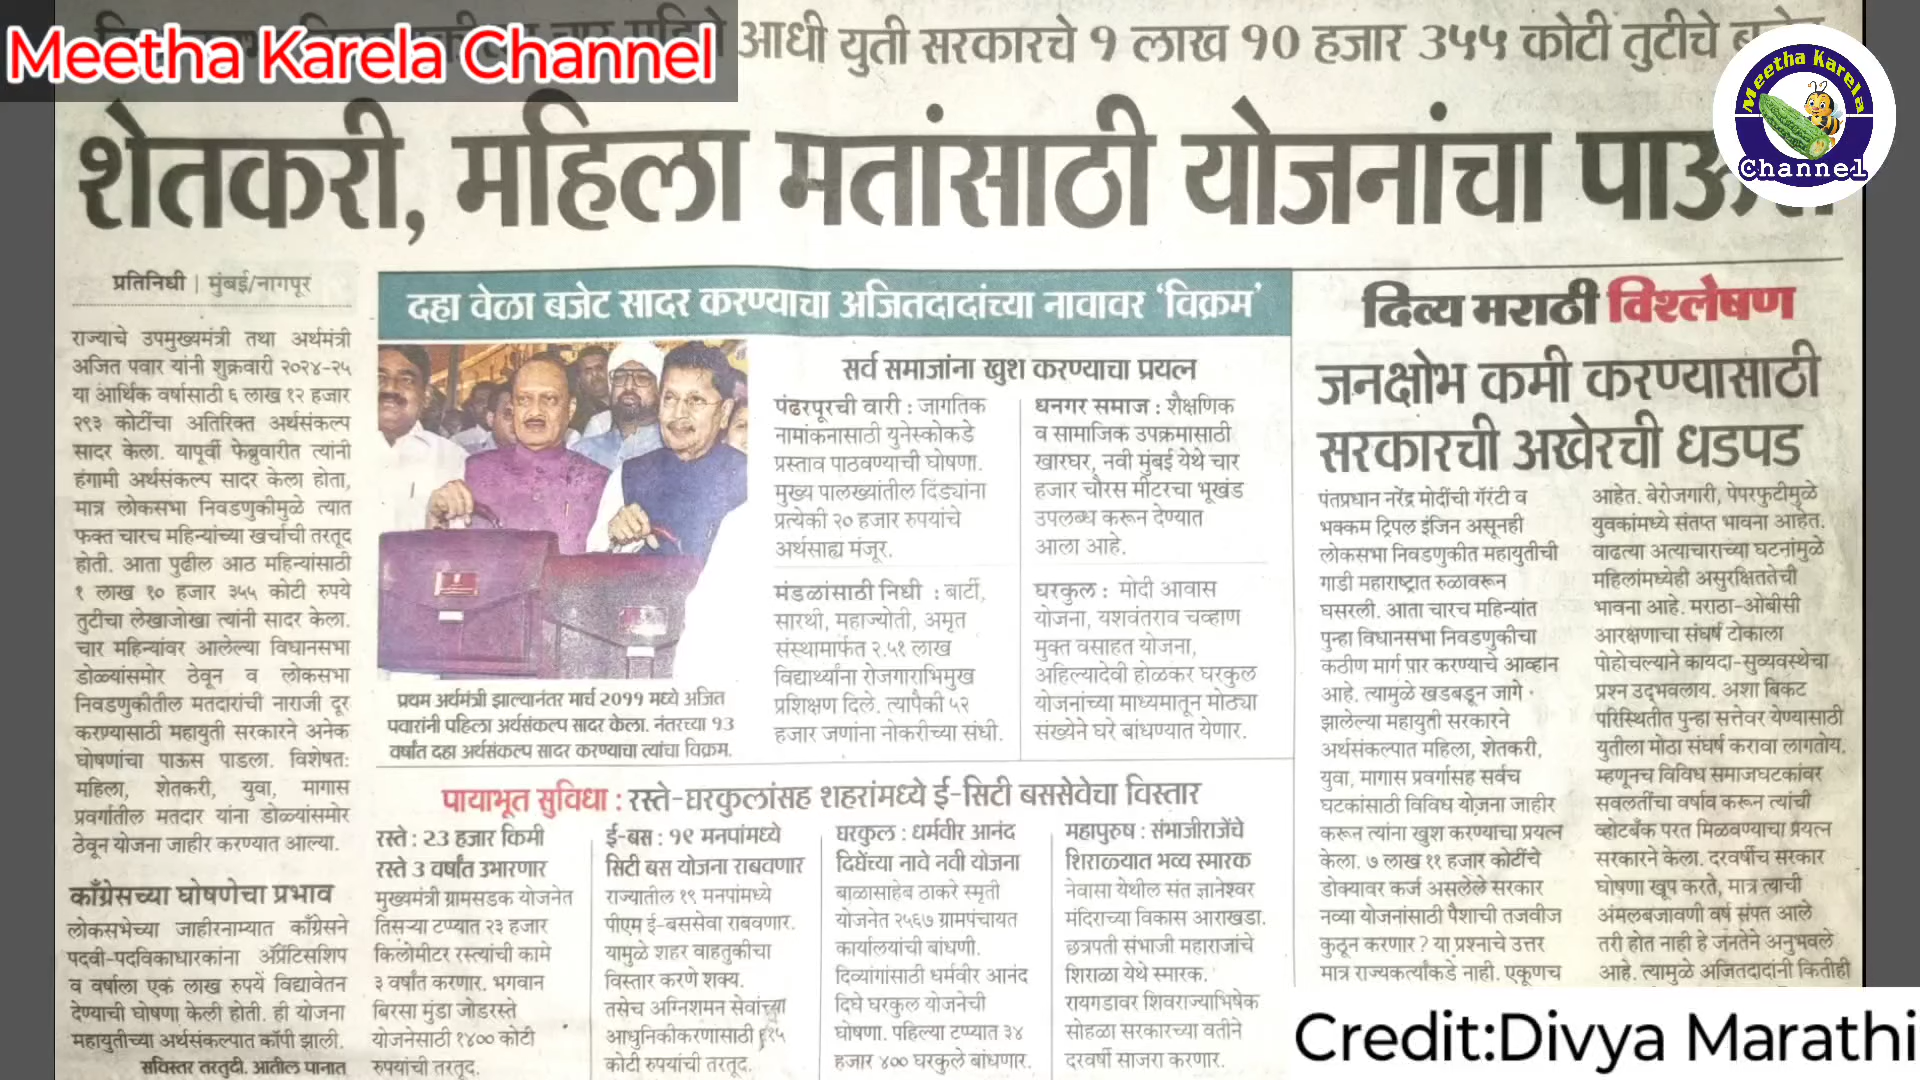 Meetha Karela Channel
आधी युती सरकारचे १ लाख १० हजार ३५५ कोटी तुटीचे
Meetha Karela
Channel
शेतकरी, महिला मतांसाठी योजनांचा
प्रतिनिधी | मुंबई/नागपूर
राज्याचे उपमुख्यमंत्री तथा अर्थमंत्री
अजित पवार यांनी शुक्रवारी २०२४-२५
या आर्थिक वर्षासाठी ६ लाख १२ हजार
२९३ कोटींचा अतिरिक्त अर्थसंकल्प
सादर केला. यापूर्वी फेब्रुवारीत त्यांनी
हंगामी अर्थसंकल्प सादर केला होता,
मात्र लोकसभा निवडणुकीमुळे त्यात
फक्त चारच महिन्यांच्या खर्चाची तरतूद
होती. आता पुढील आठ महिन्यांसाठी
१ लाख १० हजार ३५५ कोटी रुपये
तुटीचा लेखाजोखा त्यांनी सादर केला.
चार महिन्यांवर आलेल्या विधानसभा
डोळ्यांसमोर ठेवून व लोकसभा
निवडणुकीतील मतदारांची नाराजी दूर
करण्यासाठी महायुती सरकारने अनेक
घोषणांचा पाऊस पाडला. विशेषत:
महिला, शेतकरी, युवा, मागास
प्रवर्गातील मतदार यांना डोळ्यांसमोर
ठेवून योजना जाहीर करण्यात आल्या.
काँग्रेसच्या घोषणेचा प्रभाव
लोकसभेच्या जाहीरनाम्यात काँग्रेसने
पदवी-पदविकाधारकांना अॅप्रेंटिसशिप
व वर्षाला एक लाख रुपये विद्यावेतन
देण्याची घोषणा केली होती. ही योजना
महायुतीच्या अर्थसंकल्पात कॉपी झाली.
सविस्तर तरतुदी. आतील पानात
दहा वेळा बजेट सादर करण्याचा अजितदादांच्या नावावर ‘विक्रम’
प्रथम अर्थमंत्री झाल्यानंतर मार्च २०११ मध्ये अजित
पवारांनी पहिला अर्थसंकल्प सादर केला. नंतरच्या १३
वर्षांत दहा अर्थसंकल्प सादर करण्याचा त्यांचा विक्रम.
सर्व समाजांना खुश करण्याचा प्रयत्न
पंढरपूरची वारी : जागतिक
नामांकनासाठी युनेस्कोकडे
प्रस्ताव पाठवण्याची घोषणा.
मुख्य पालख्यांतील दिंड्यांना
प्रत्येकी २० हजार रुपयांचे
अर्थसाह्य मंजूर.
मंडळांसाठी निधी : बार्टी,
सारथी, महाज्योती, अमृत
संस्थामार्फत २.५१ लाख
विद्यार्थ्यांना रोजगाराभिमुख
प्रशिक्षण दिले. त्यापैकी ५२
हजार जणांना नोकरीच्या संधी.
धनगर समाज : शैक्षणिक
व सामाजिक उपक्रमासाठी
खारघर, नवी मुंबई येथे चार
हजार चौरस मीटरचा भूखंड
उपलब्ध करून देण्यात
आला आहे.
घरकुल : मोदी आवास
योजना, यशवंतराव चव्हाण
मुक्त वसाहत योजना,
अहिल्यादेवी होळकर घरकुल
योजनांच्या माध्यमातून मोठ्या
संख्येने घरे बांधण्यात येणार.
पायाभूत सुविधा : रस्ते-घरकुलांसह शहरांमध्ये ई-सिटी बससेवेचा विस्तार
रस्ते : २३ हजार किमी
रस्ते ३ वर्षांत उभारणार
मुख्यमंत्री ग्रामसडक योजनेत
तिसऱ्या टप्प्यात २३ हजार
किलोमीटर रस्त्यांची कामे
३ वर्षांत करणार. भगवान
बिरसा मुंडा जोडरस्ते
योजनेसाठी १४०० कोटी
रुपयांची तरतूद.
ई-बस : १९ मनपांमध्ये
सिटी बस योजना राबवणार
राज्यातील १९ मनपांमध्ये
पीएम ई-बससेवा राबवणार.
यामुळे शहर वाहतुकीचा
विस्तार करणे शक्य.
तसेच अग्निशमन सेवांच्या
आधुनिकीकरणासाठी ६१५
कोटी रुपयांची तरतूद.
घरकुल : धर्मवीर आनंद
दिघेंच्या नावे नवी योजना
बाळासाहेब ठाकरे स्मृती
योजनेत २५६७ ग्रामपंचायत
कार्यालयांची बांधणी.
दिव्यांगांसाठी धर्मवीर आनंद
दिघे घरकुल योजनेची
घोषणा. पहिल्या टप्प्यात ३४
हजार ४०० घरकुले बांधणार.
महापुरुष : संभाजीराजेंचे
शिराळ्यात भव्य स्मारक
नेवासा येथील संत ज्ञानेश्वर
मंदिराच्या विकास आराखडा.
छत्रपती संभाजी महाराजांचे
शिराळा येथे स्मारक.
रायगडावर शिवराज्याभिषेक
सोहळा सरकारच्या वतीने
दरवर्षी साजरा करणार.
दिव्य मराठी विश्लेषण
जनक्षोभ कमी करण्यासाठी
सरकारची अखेरची धडपड
पंतप्रधान नरेंद्र मोदींची गॅरंटी व
भक्कम ट्रिपल इंजिन असूनही
लोकसभा निवडणुकीत महायुतीची
गाडी महाराष्ट्रात रुळावरून
घसरली. आता चारच महिन्यांत
पुन्हा विधानसभा निवडणुकीचा
कठीण मार्ग पार करण्याचे आव्हान
आहे. त्यामुळे खडबडून जागे
झालेल्या महायुती सरकारने
अर्थसंकल्पात महिला, शेतकरी,
युवा, मागास प्रवर्गासह सर्वच
घटकांसाठी विविध योजना जाहीर
करून त्यांना खुश करण्याचा प्रयत्न
केला. ७ लाख ११ हजार कोटींचे
डोक्यावर कर्ज असलेले सरकार
नव्या योजनांसाठी पैशाची तजवीज
कुठून करणार? या प्रश्नाचे उत्तर
मात्र राज्यकर्त्यांकडे नाही. एकूणच
आहेत. बेरोजगारी, पेपरफुटीमुळे
युवकांमध्ये संतप्त भावना आहेत.
वाढत्या अत्याचाराच्या घटनांमुळे
महिलांमध्येही असुरक्षिततेची
भावना आहे. मराठा-ओबीसी
आरक्षणाचा संघर्ष टोकाला
पोहोचल्याने कायदा-सुव्यवस्थेचा
प्रश्न उद्भवलाय. अशा बिकट
परिस्थितीत पुन्हा सत्तेवर येण्यासाठी
युतीला मोठा संघर्ष करावा लागतोय.
म्हणूनच विविध समाजघटकांवर
सवलतींचा वर्षाव करून त्यांची
व्होटबँक परत मिळवण्याचा प्रयत्न
सरकारने केला. दरवर्षीच सरकार
घोषणा खूप करते, मात्र त्याची
अंमलबजावणी वर्ष संपत आले
तरी होत नाही हे जनतेने अनुभवले
आहे. त्यामुळे अजितदादांनी कितीही
Credit:Divya Marathi